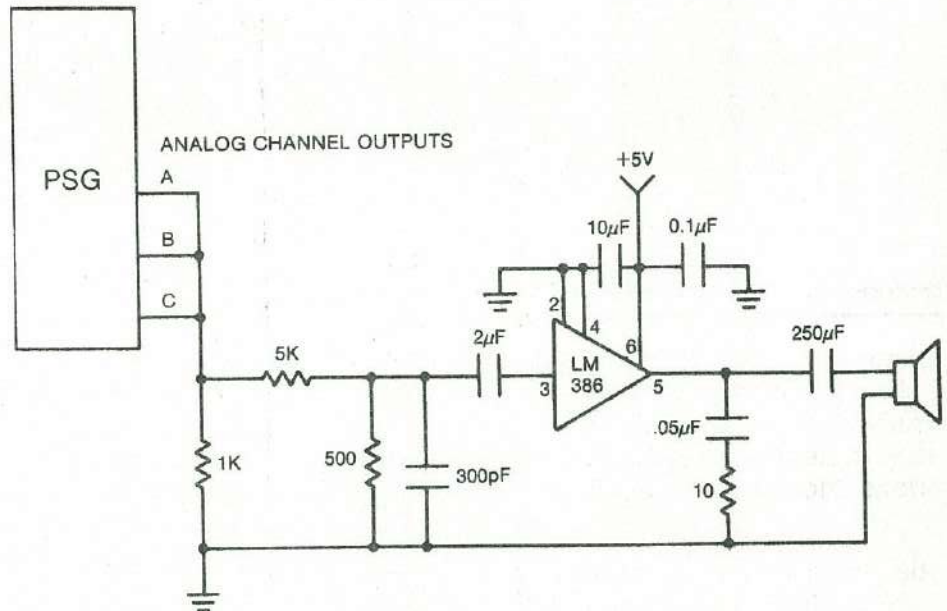 ANALOG CHANNEL OUTPUTS
PSG
A
B
C
+5V
10μF
0.1μF
2
4
6
2μF
LM
386
3
5
250μF
5K
1K
500
300pF
.05μF
10